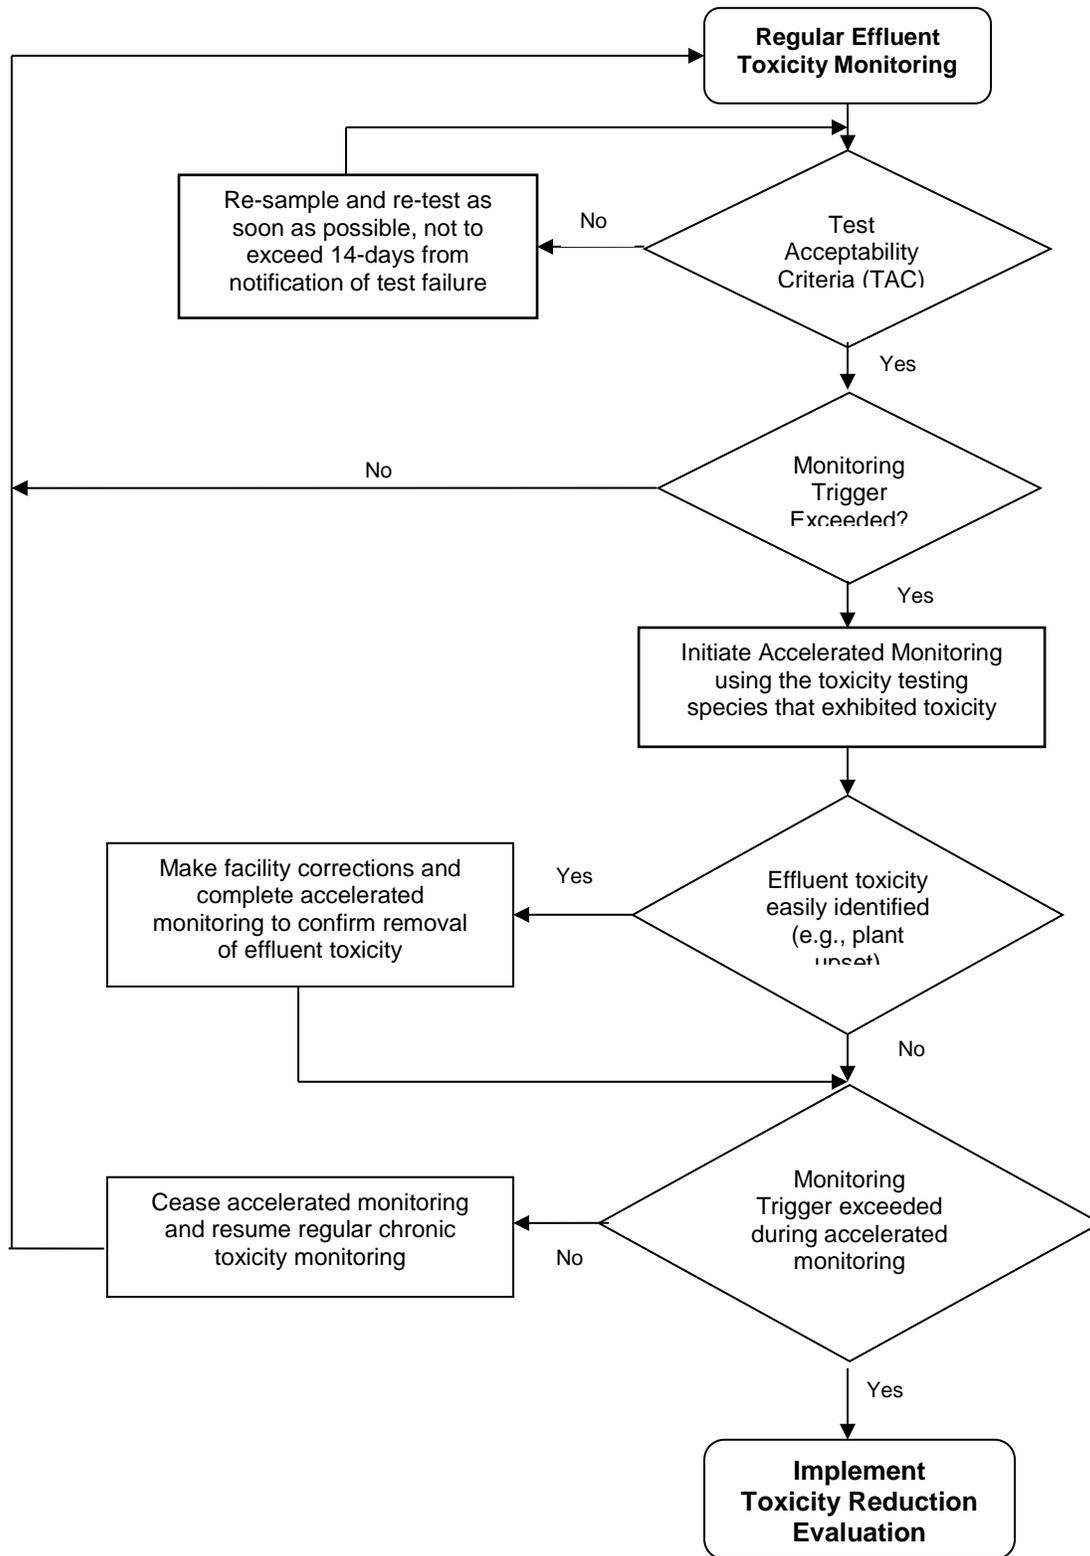 Regular Effluent
Toxicity Monitoring
Re-sample and re-test as
soon as possible, not to
exceed 14-days from
notification of test failure
No
Test
Acceptability
Criteria (TAC)
Yes
No
Monitoring
Trigger
Exceeded?
Yes
Initiate Accelerated Monitoring
using the toxicity testing
species that exhibited toxicity
Make facility corrections and
complete accelerated
monitoring to confirm removal
of effluent toxicity
Yes
Effluent toxicity
easily identified
(e.g., plant
upset)
No
Cease accelerated monitoring
and resume regular chronic
toxicity monitoring
No
Monitoring
Trigger exceeded
during accelerated
monitoring
Yes
Implement
Toxicity Reduction
Evaluation